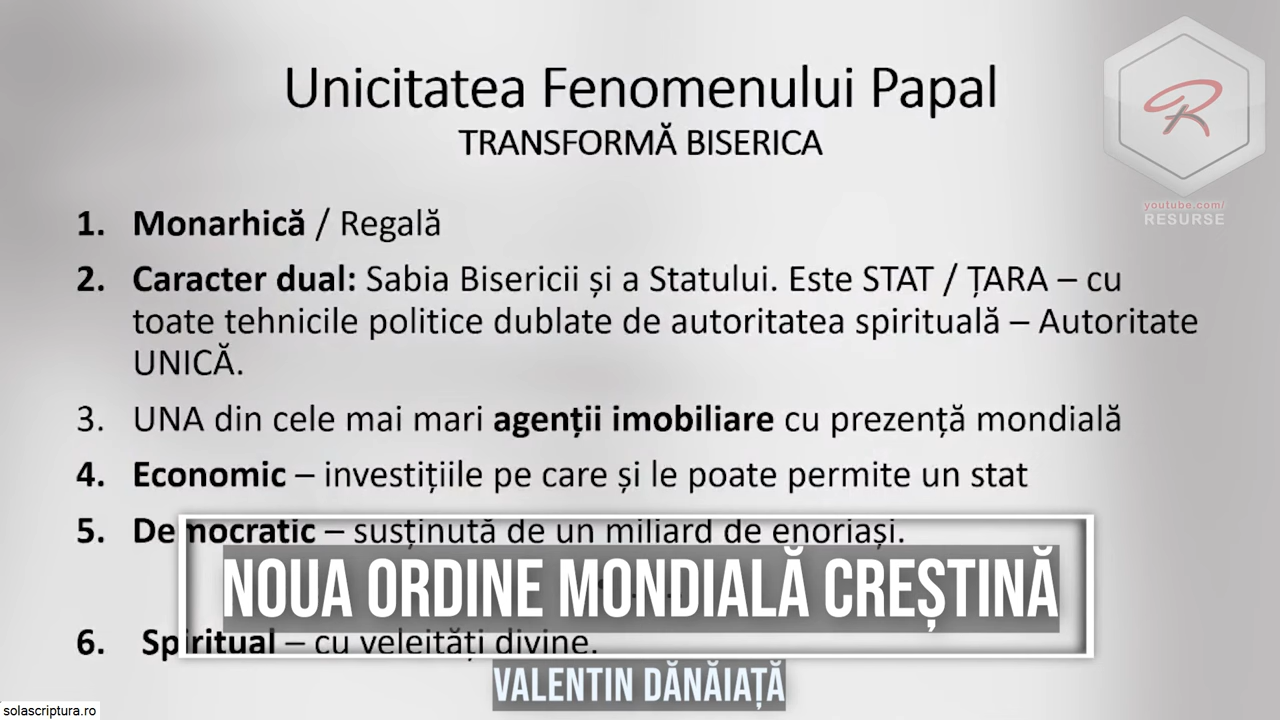 Unicitatea Fenomenului Papal
TRANSFORMĂ BISERICA
youtube.com/
RESURSE
1. Monarhică / Regală
2. Caracter dual: Sabia Bisericii și a Statului. Este STAT / ȚARA – cu
toate tehnicile politice dublate de autoritatea spirituală – Autoritate
UNICĂ.
3. UNA din cele mai mari agenții imobiliare cu prezență mondială
4. Economic – investițiile pe care și le poate permite un stat
5. Democratic – susținută de un miliard de enoriași.
NOUA ORDINE MONDIALĂ CREȘTINĂ
6. Spiritual – cu veleități divine.
VALENTIN DĂNĂIAȚĂ
solascriptura.ro